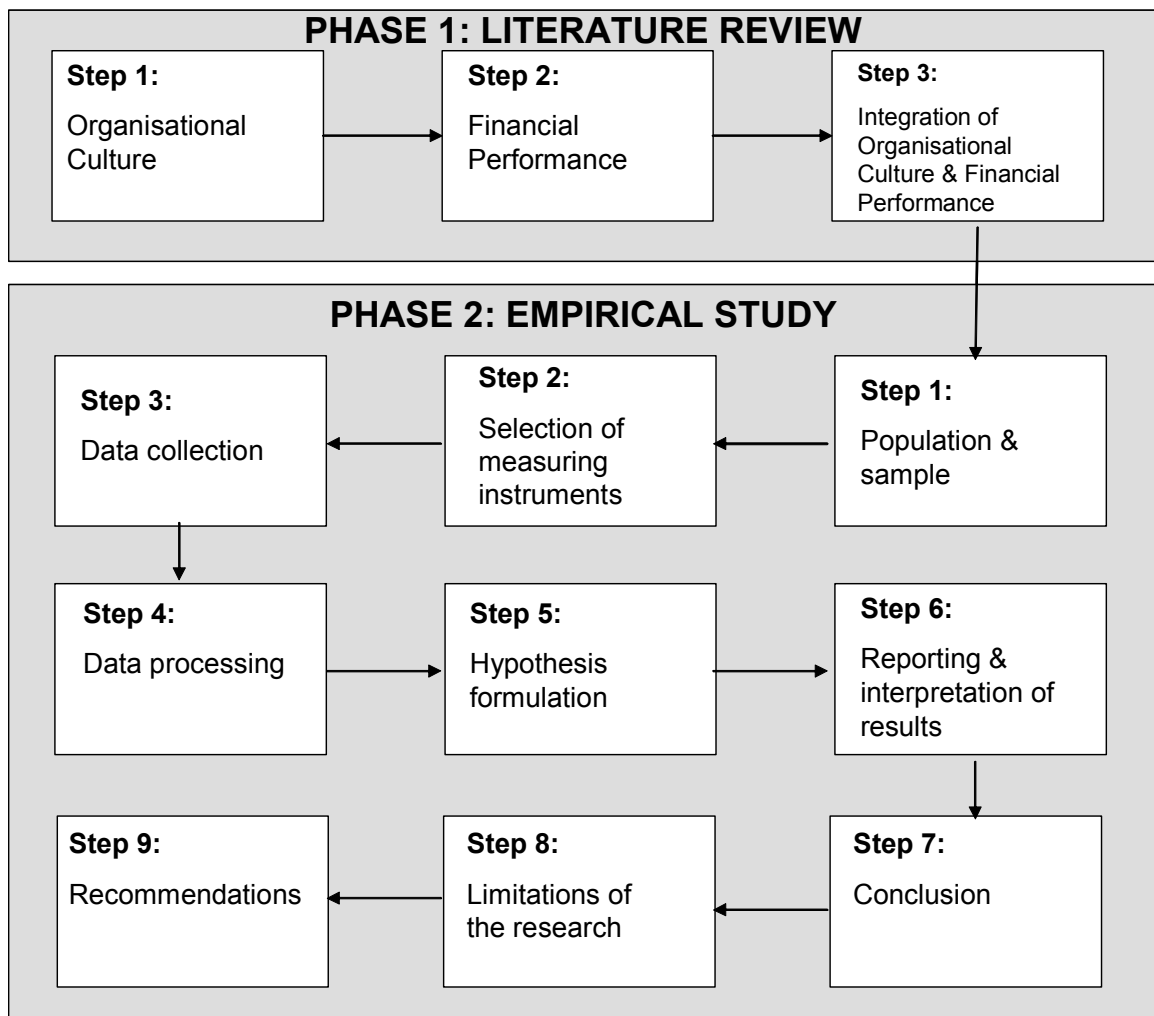 PHASE 1: LITERATURE REVIEW
Step 1:
Organisational
Culture
Step 2:
Financial
Performance
Step 3:
Integration of
Organisational
Culture & Financial
Performance
PHASE 2: EMPIRICAL STUDY
Step 1:
Population &
sample
Step 2:
Selection of
measuring
instruments
Step 3:
Data collection
Step 4:
Data processing
Step 5:
Hypothesis
formulation
Step 6:
Reporting &
interpretation of
results
Step 7:
Conclusion
Step 8:
Limitations of
the research
Step 9:
Recommendations